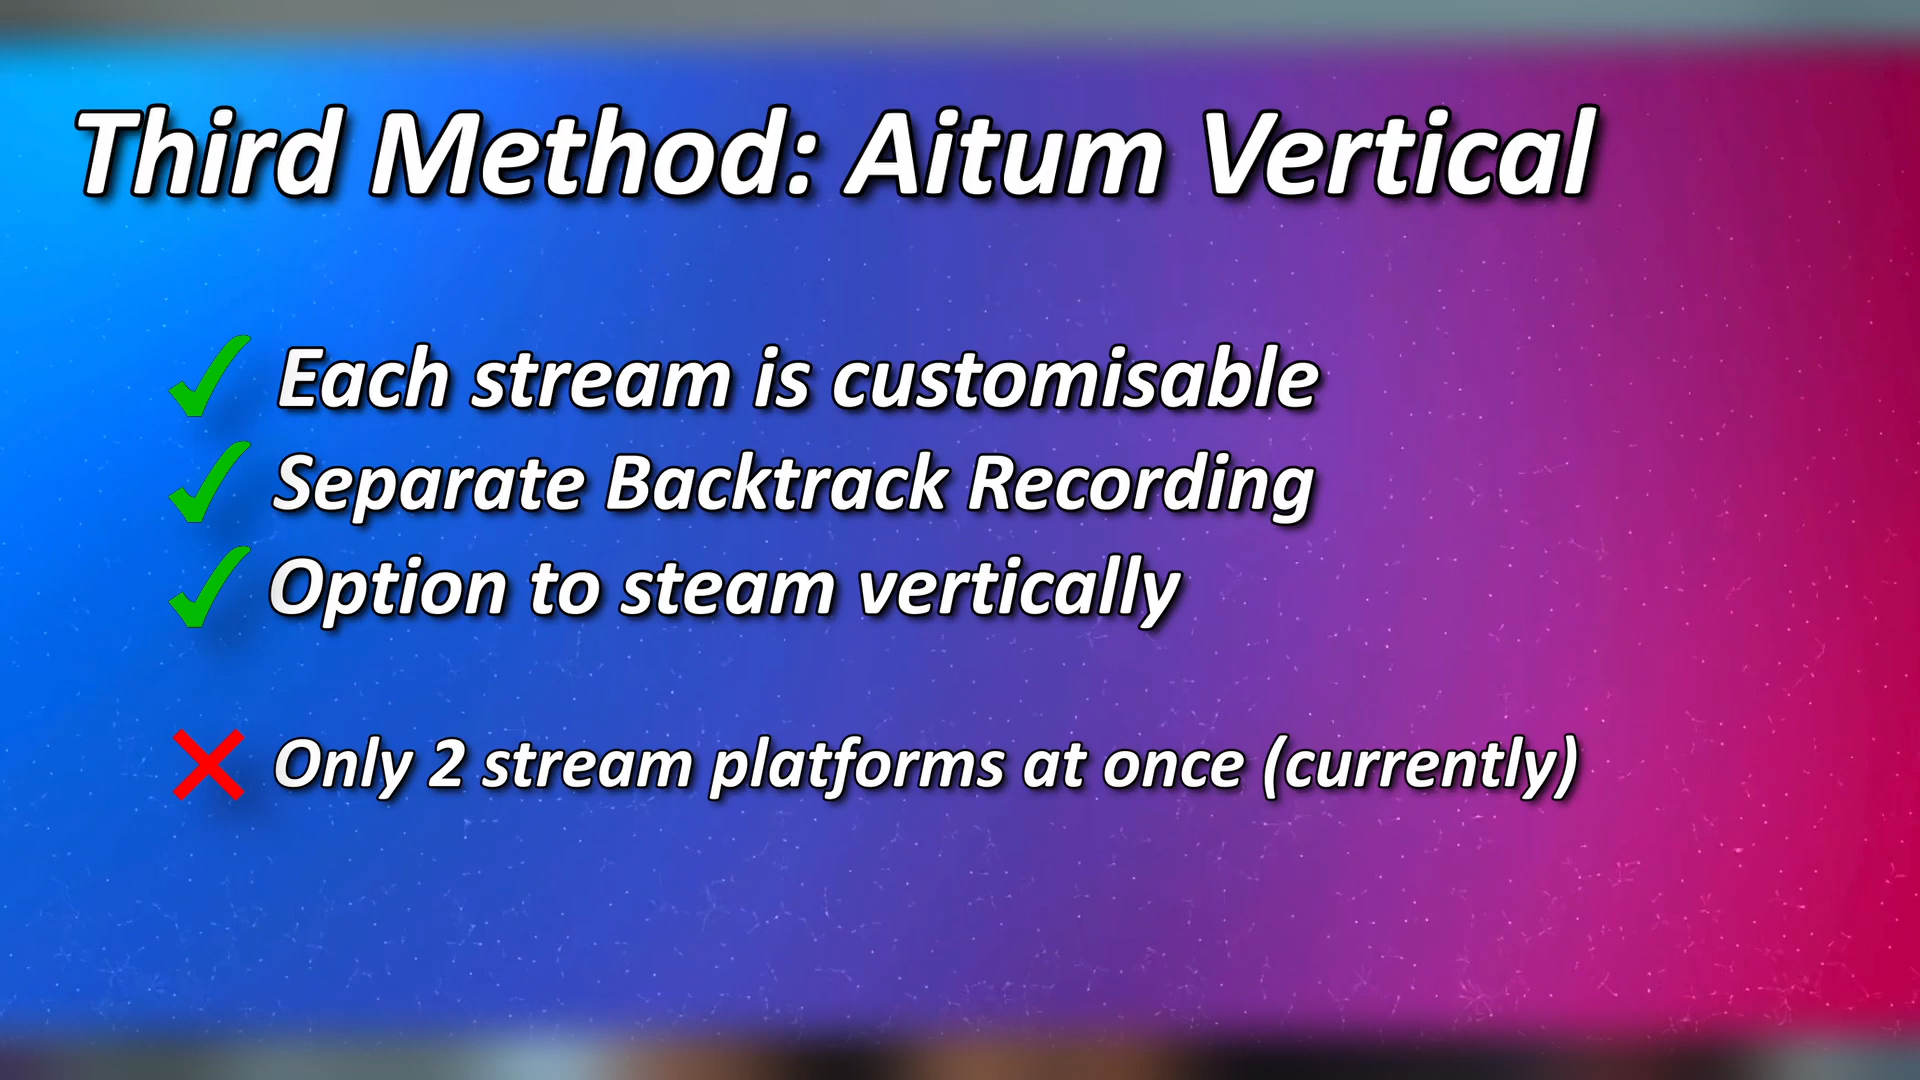 Third Method: Aitum Vertical
Each stream is customisable
Separate Backtrack Recording
Option to steam vertically
Only 2 stream platforms at once (currently)